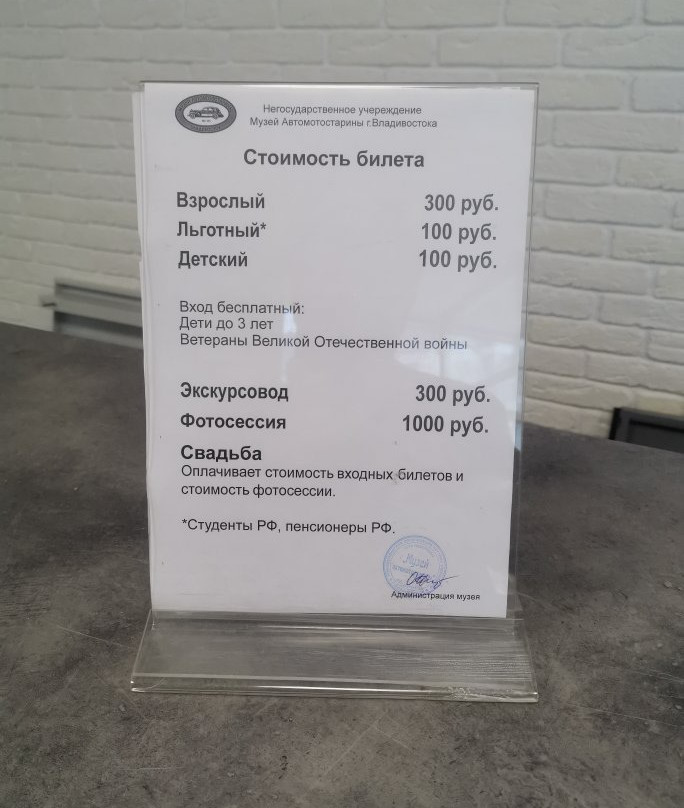 Негосударственное учереждение
Музей Автомотостарины г.Владивостока
Стоимость билета
Взрослый 300 руб.
Льготный* 100 руб.
Детский 100 руб.
Вход бесплатный:
Дети до 3 лет
Ветераны Великой Отечественной войны
Экскурсовод 300 руб.
Фотосессия 1000 руб.
Свадьба
Оплачивает стоимость входных билетов и
стоимость фотосессии.
*Студенты РФ, пенсионеры РФ.
Музей
Администрация музея